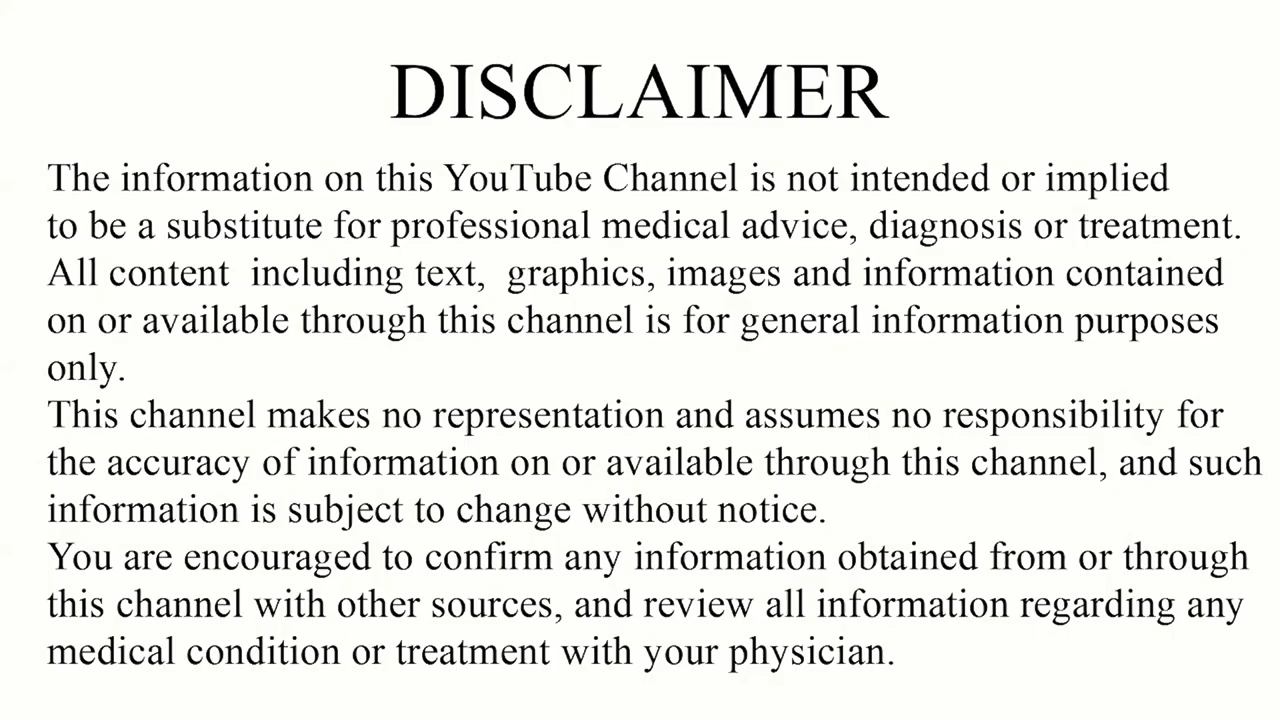 DISCLAIMER
The information on this YouTube Channel is not intended or implied
to be a substitute for professional medical advice, diagnosis or treatment.
All content  including text,  graphics, images and information contained
on or available through this channel is for general information purposes
only.
This channel makes no representation and assumes no responsibility for
the accuracy of information on or available through this channel, and such
information is subject to change without notice.
You are encouraged to confirm any information obtained from or through
this channel with other sources, and review all information regarding any
medical condition or treatment with your physician.